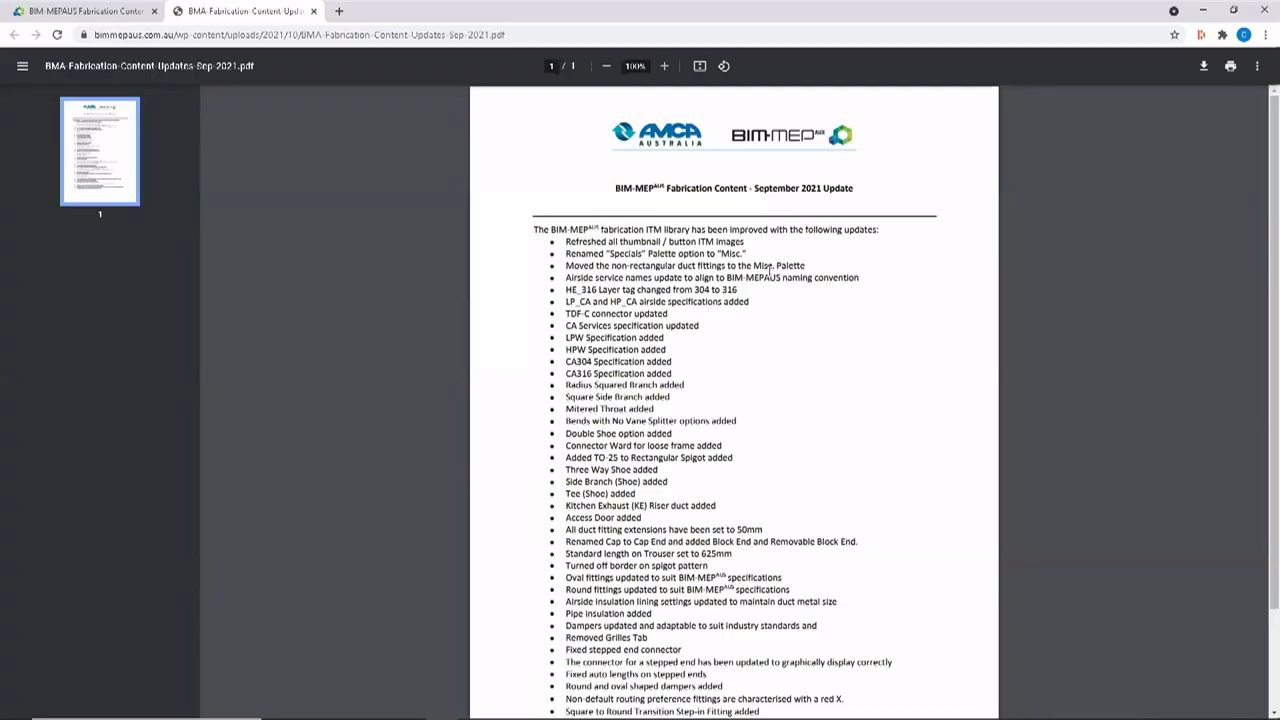 BIM-MEPAUS Fabrication Conter
BMA-Fabrication-Content-Upda
bimmepaus.com.au/wp-content/uploads/2021/10/BMA-Fabrication-Content-Updates-Sep-2021.pdf
C
BMA-Fabrication-Content-Updates-Sep-2021.pdf
1 / 1
100%
1
AMCA
AUSTRALIA
BIM-MEPAUS
BIM-MEPAUS Fabrication Content - September 2021 Update
The BIM-MEPAUS fabrication ITM library has been improved with the following updates:
• Refreshed all thumbnail / button ITM images
• Renamed "Specials" Palette option to "Misc."
• Moved the non-rectangular duct fittings to the Misc. Palette
• Airside service names update to align to BIM-MEPAUS naming convention
• HE_316 Layer tag changed from 304 to 316
• LP_CA and HP_CA airside specifications added
• TDF-C connector updated
• CA Services specification updated
• LPW Specification added
• HPW Specification added
• CA304 Specification added
• CA316 Specification added
• Radius Squared Branch added
• Square Side Branch added
• Mitered Throat added
• Bends with No Vane Splitter options added
• Double Shoe option added
• Connector Ward for loose frame added
• Added TO-25 to Rectangular Spigot added
• Three Way Shoe added
• Side Branch (Shoe) added
• Tee (Shoe) added
• Kitchen Exhaust (KE) Riser duct added
• Access Door added
• All duct fitting extensions have been set to 50mm
• Renamed Cap to Cap End and added Block End and Removable Block End.
• Standard length on Trouser set to 625mm
• Turned off border on spigot pattern
• Oval fittings updated to suit BIM-MEPAUS specifications
• Round fittings updated to suit BIM-MEPAUS specifications
• Airside insulation lining settings updated to maintain duct metal size
• Pipe insulation added
• Dampers updated and adaptable to suit industry standards and
• Removed Grilles Tab
• Fixed stepped end connector
• The connector for a stepped end has been updated to graphically display correctly
• Fixed auto lengths on stepped ends
• Round and oval shaped dampers added
• Non-default routing preference fittings are characterised with a red X.
• Square to Round Transition Step-in Fitting added